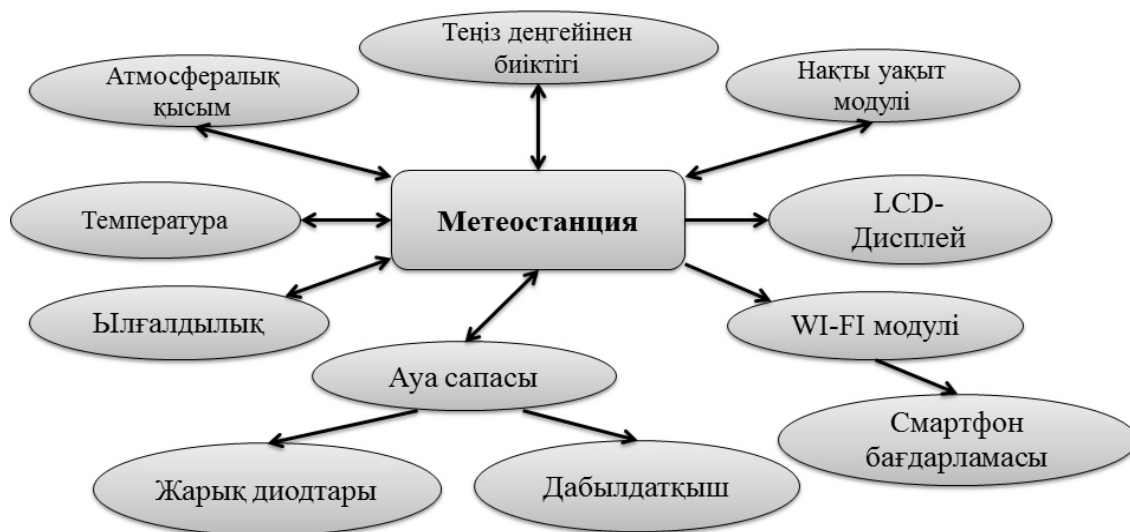 Теңіз деңгейінен
биіктігі
Атмосфералық
қысым
Нақты уақыт
модулі
Температура
Метеостанция
LCD-
Дисплей
Ылғалдылық
WI-FI модулі
Ауа сапасы
Смартфон
бағдарламасы
Жарық диодтары
Дабылдатқыш